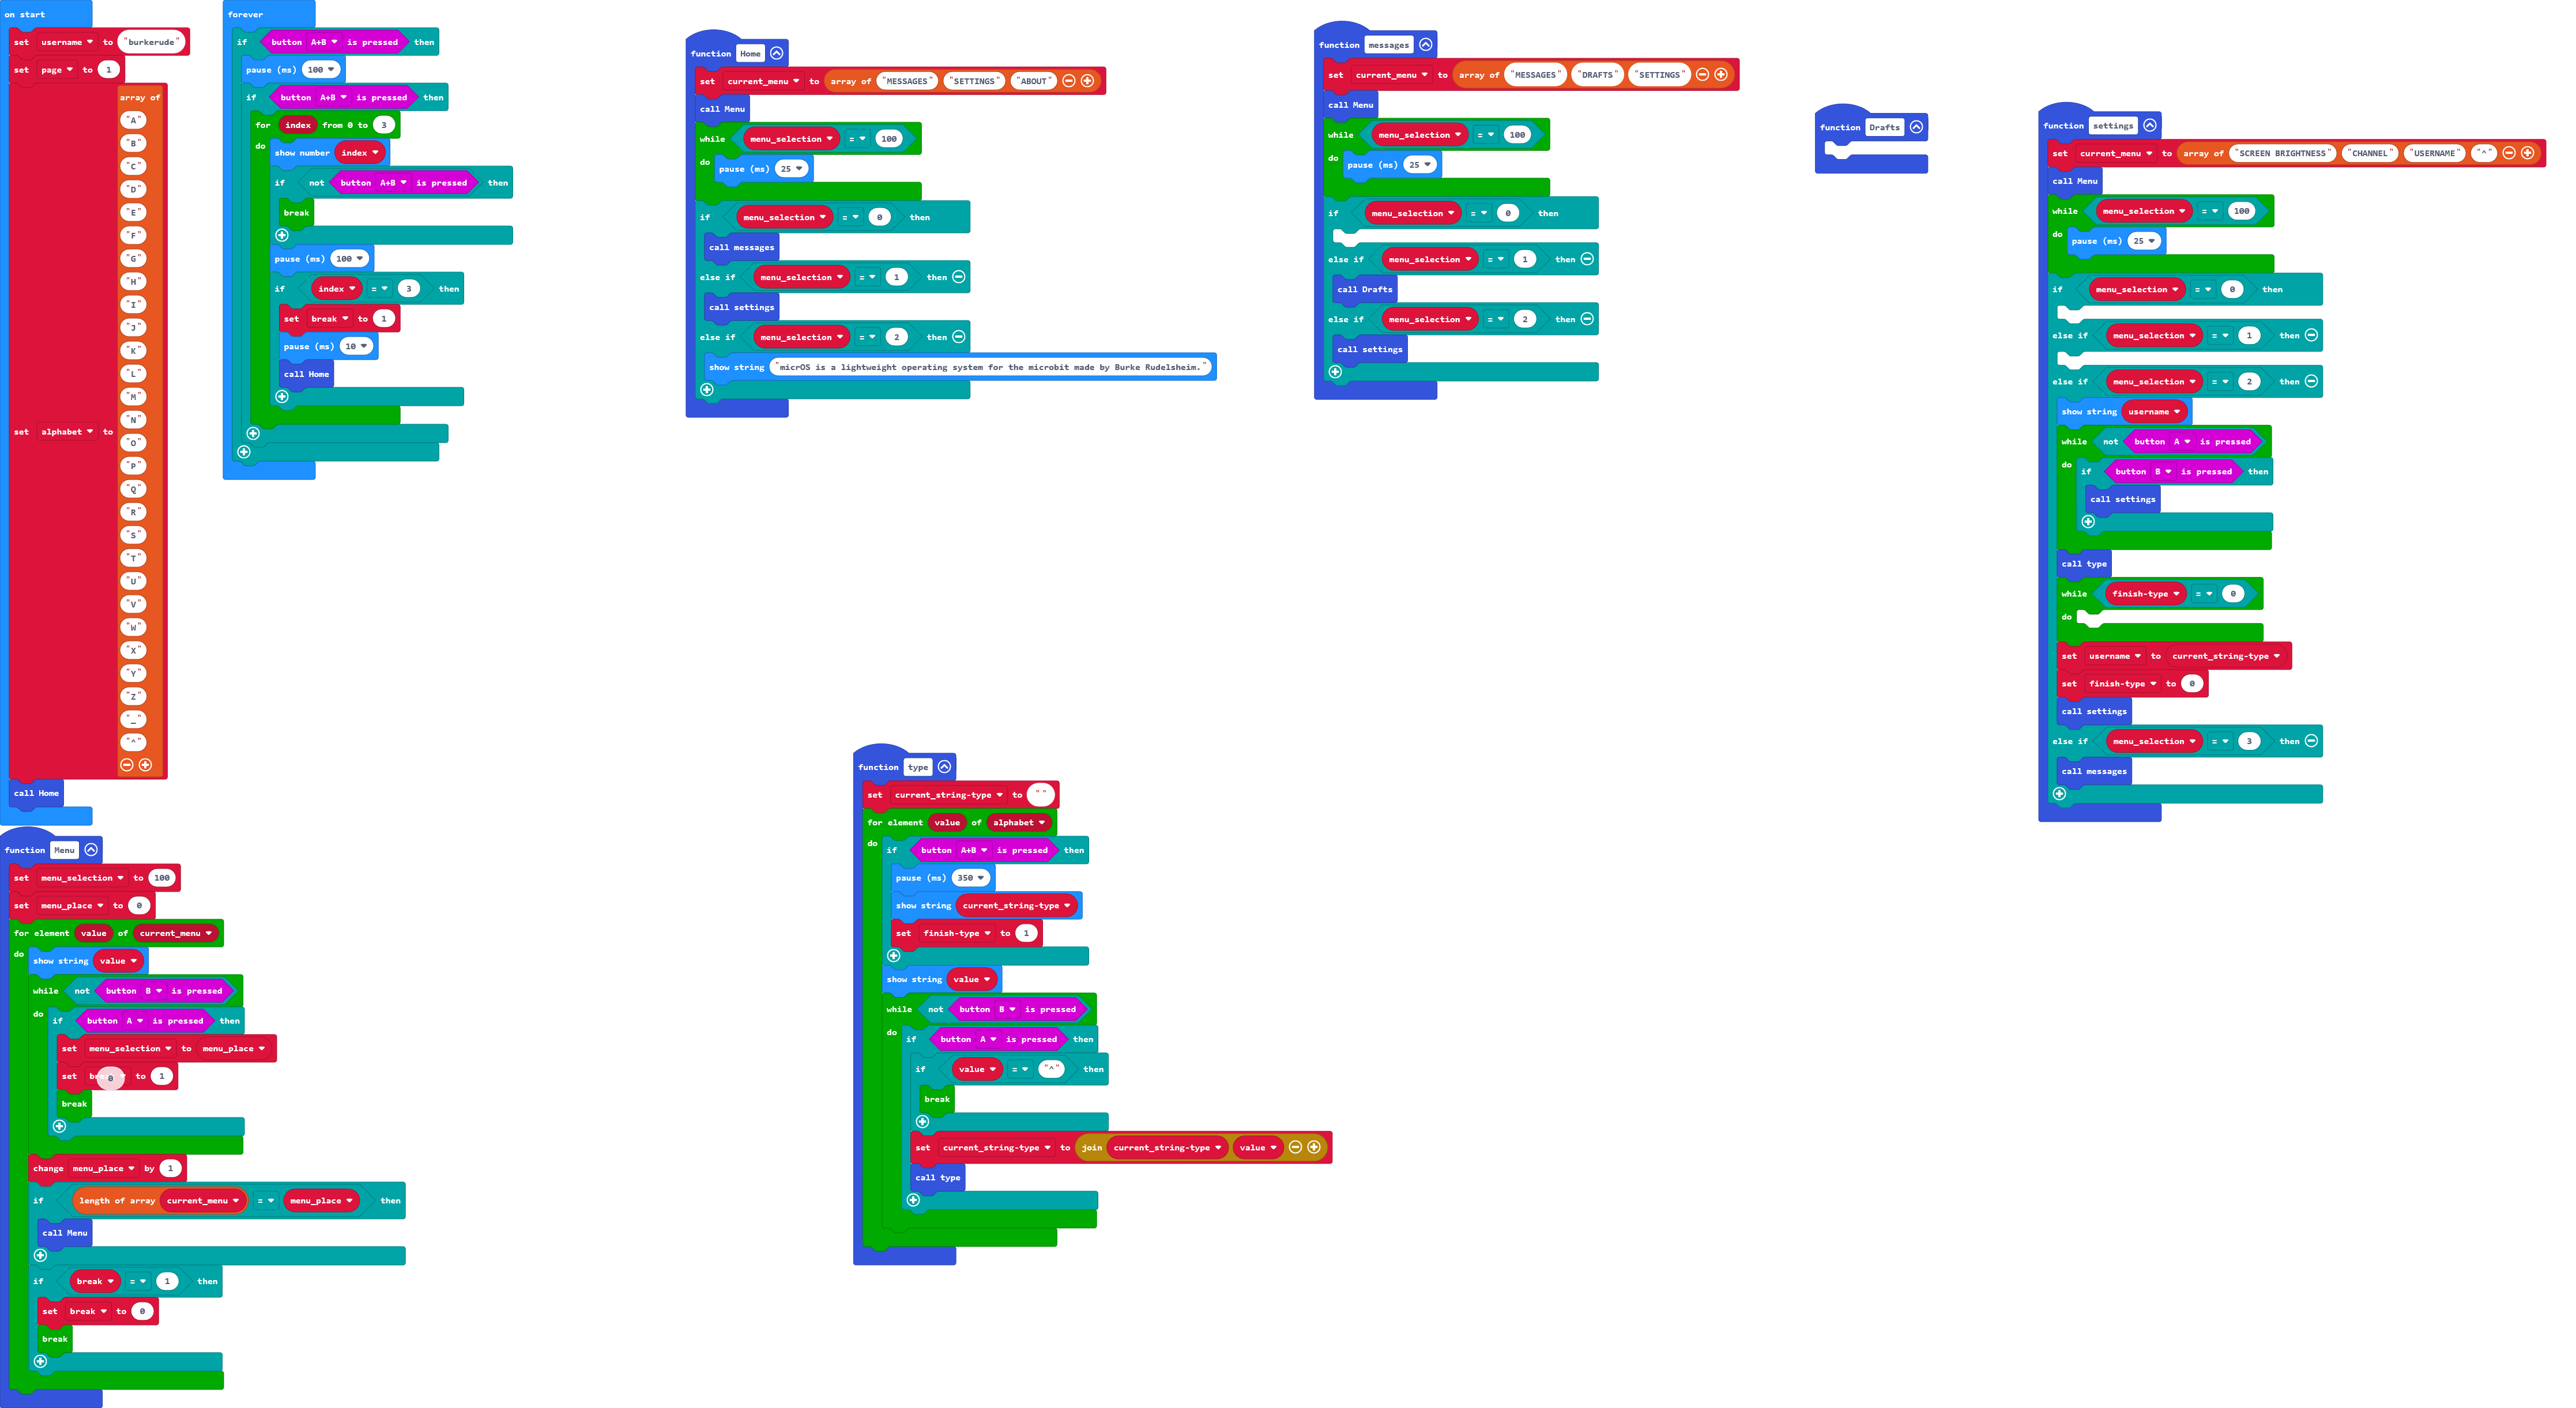 on start
set username to "burkerude"
set page to 1
set alphabet to array of
"A"
"B"
"C"
"D"
"E"
"F"
"G"
"H"
"I"
"J"
"K"
"L"
"M"
"N"
"O"
"P"
"Q"
"R"
"S"
"T"
"U"
"V"
"W"
"X"
"Y"
"Z"
"_"
"^"
call Home
forever
if button A+B is pressed then
pause (ms) 100
if button A+B is pressed then
for index from 0 to 3
do
show number index
if not button A+B is pressed then
break
pause (ms) 100
if index = 3 then
set break to 1
pause (ms) 10
call Home
function Home
set current_menu to array of "MESSAGES" "SETTINGS" "ABOUT"
call Menu
while menu_selection = 100
do
pause (ms) 25
if menu_selection = 0 then
call messages
else if menu_selection = 1 then
call settings
else if menu_selection = 2 then
show string "micrOS is a lightweight operating system for the microbit made by Burke Rudelsheim."
function messages
set current_menu to array of "MESSAGES" "DRAFTS" "SETTINGS"
call Menu
while menu_selection = 100
do
pause (ms) 25
if menu_selection = 0 then
else if menu_selection = 1 then
call Drafts
else if menu_selection = 2 then
call settings
function Drafts
function settings
set current_menu to array of "SCREEN BRIGHTNESS" "CHANNEL" "USERNAME" "^"
call Menu
while menu_selection = 100
do
pause (ms) 25
if menu_selection = 0 then
else if menu_selection = 1 then
else if menu_selection = 2 then
show string username
while not button A is pressed
do
if button B is pressed then
call settings
call type
while finish-type = 0
do
set username to current_string-type
set finish-type to 0
call settings
else if menu_selection = 3 then
call messages
function Menu
set menu_selection to 100
set menu_place to 0
for element value of current_menu
do
show string value
while not button B is pressed
do
if button A is pressed then
set menu_selection to menu_place
set 0 to 1
break
change menu_place by 1
if length of array current_menu = menu_place then
call Menu
if break = 1 then
set break to 0
break
function type
set current_string-type to " "
for element value of alphabet
do
if button A+B is pressed then
pause (ms) 350
show string current_string-type
set finish-type to 1
show string value
while not button B is pressed
do
if button A is pressed then
if value = "^" then
break
set current_string-type to join current_string-type value
call type